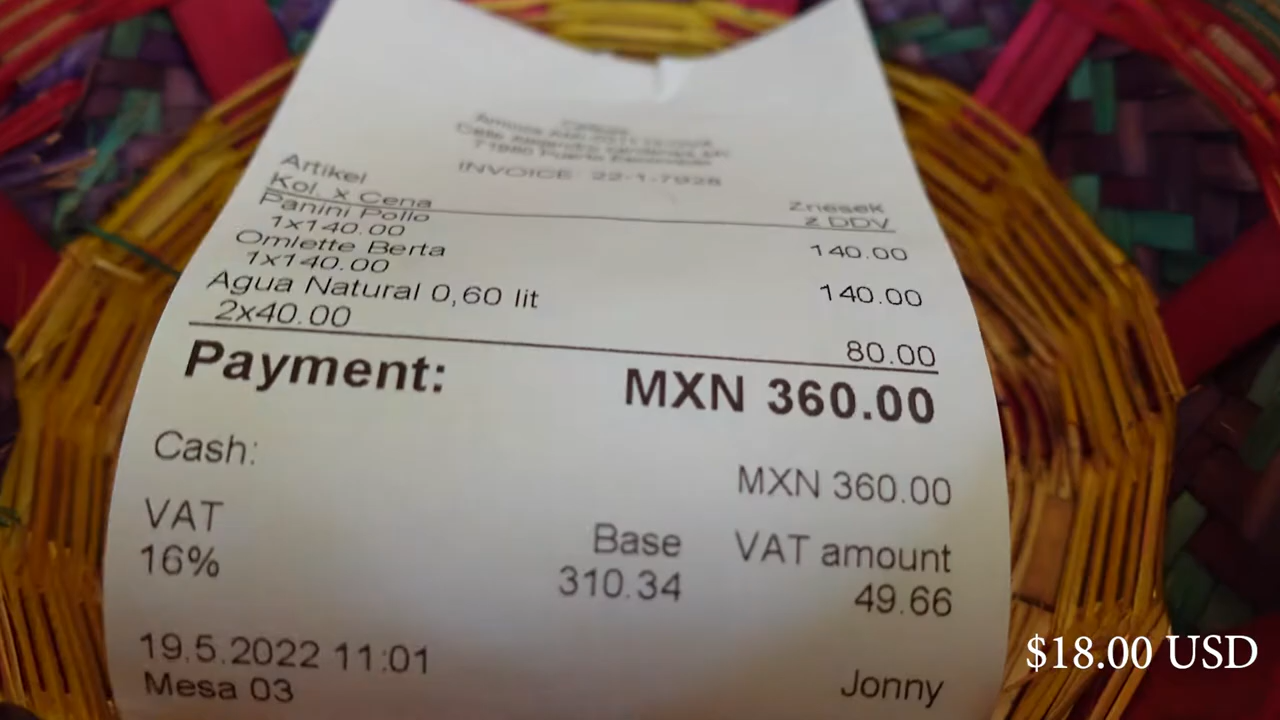 INVOICE: 22-1-7928
Artikel Znesek
Kol. x Cena z DDV
Panini Pollo
1x140.00 140.00
Omlette Berta
1x140.00 140.00
Agua Natural 0,60 lit
2x40.00 80.00
Payment: MXN 360.00
Cash: MXN 360.00
VAT Base VAT amount
16% 310.34 49.66
19.5.2022 11:01
Mesa 03 Jonny
$18.00 USD